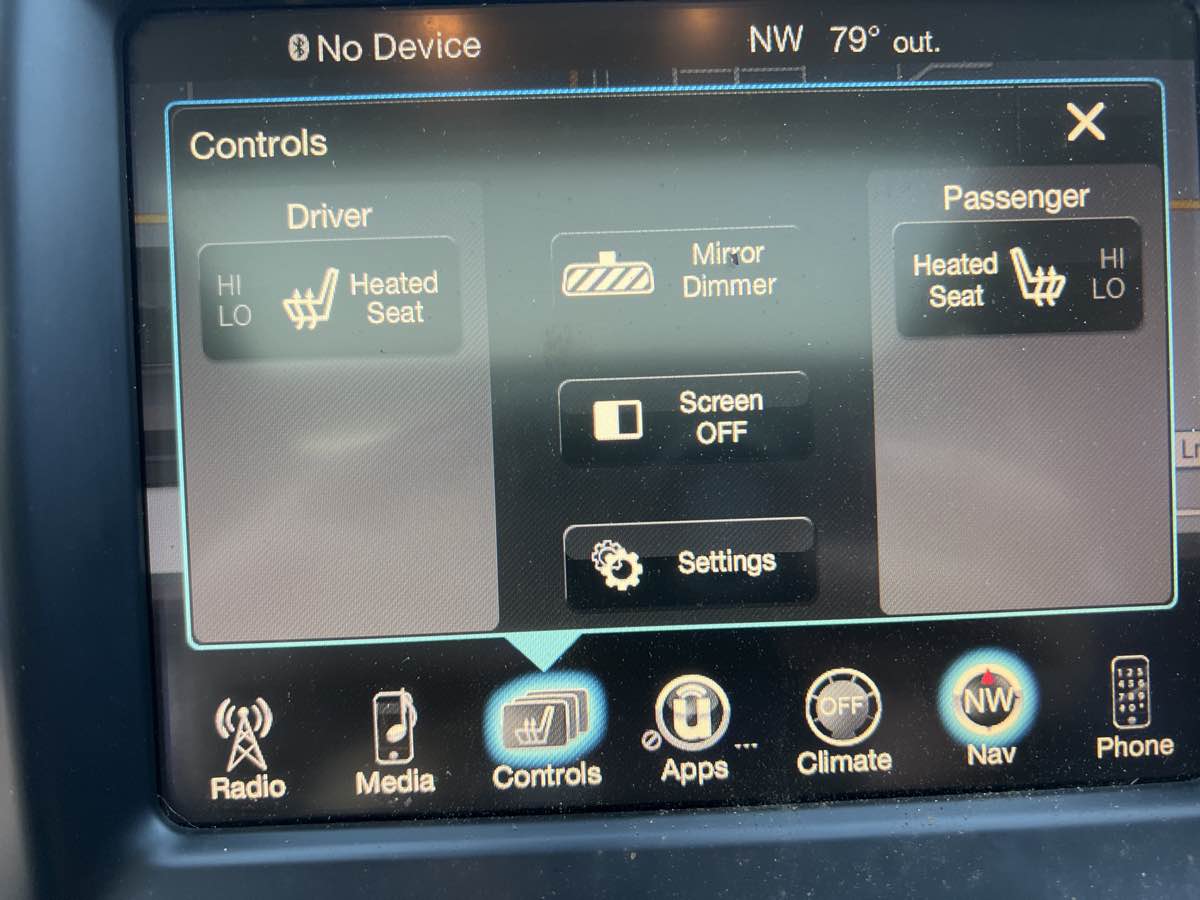 No Device
NW 79° out.
Controls
Driver
Passenger
HI
LO
Heated
Seat
Mirror
Dimmer
Heated
Seat
HI
LO
Screen
OFF
Settings
Radio
Media
Controls
Apps
...
OFF
Climate
NW
Nav
Phone